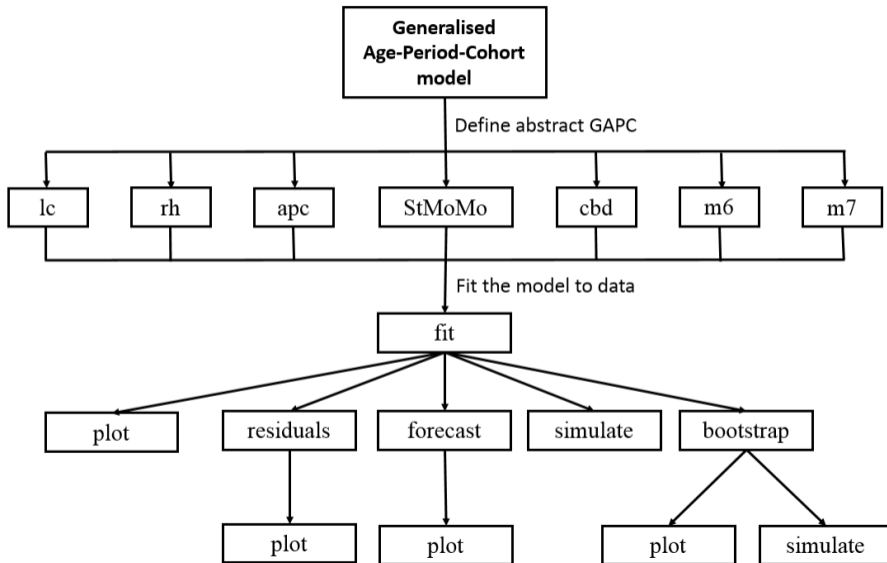 Generalised
Age-Period-Cohort
model
Define abstract GAPC
lc
rh
apc
StMoMo
cbd
m6
m7
Fit the model to data
fit
plot
residuals
forecast
simulate
bootstrap
plot
plot
plot
simulate